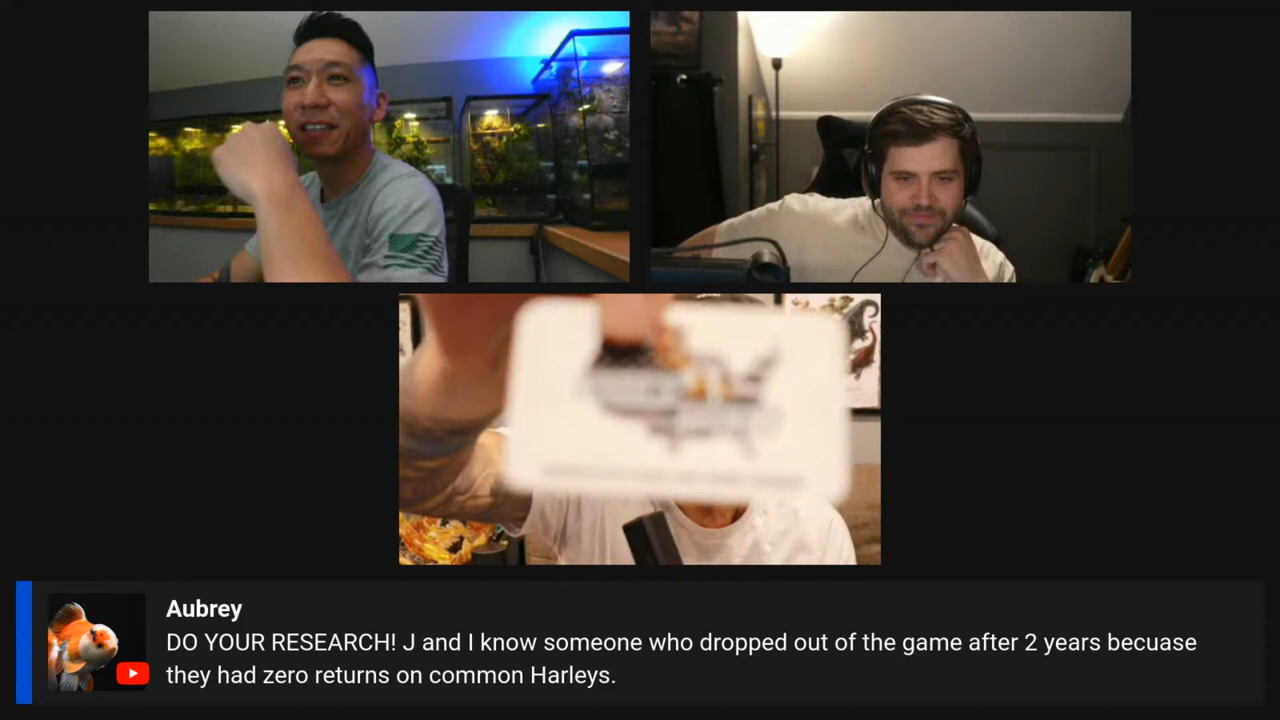 Aubrey
DO YOUR RESEARCH! J and I know someone who dropped out of the game after 2 years becuase
they had zero returns on common Harleys.